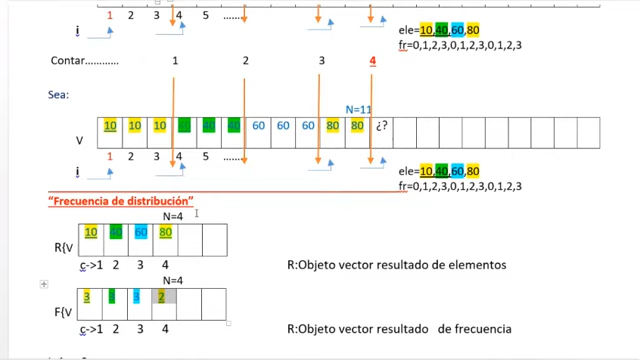 1 2 3 4 5 .......
i
ele=10,40,60,80
fr=0,1,2,3,0,1,2,3,0,1,2,3
Contar............ 1 2 3 4
Sea:
N=11
V 10 10 10 40 40 40 60 60 60 80 80 ¿?
1 2 3 4 5 .......
i
ele=10,40,60,80
fr=0,1,2,3,0,1,2,3,0,1,2,3
"Frecuencia de distribución"
N=4
10 40 60 80
R{V
c->1 2 3 4 R:Objeto vector resultado de elementos
N=4
3 3 3 2
F{V
c->1 2 3 4 R:Objeto vector resultado de frecuencia